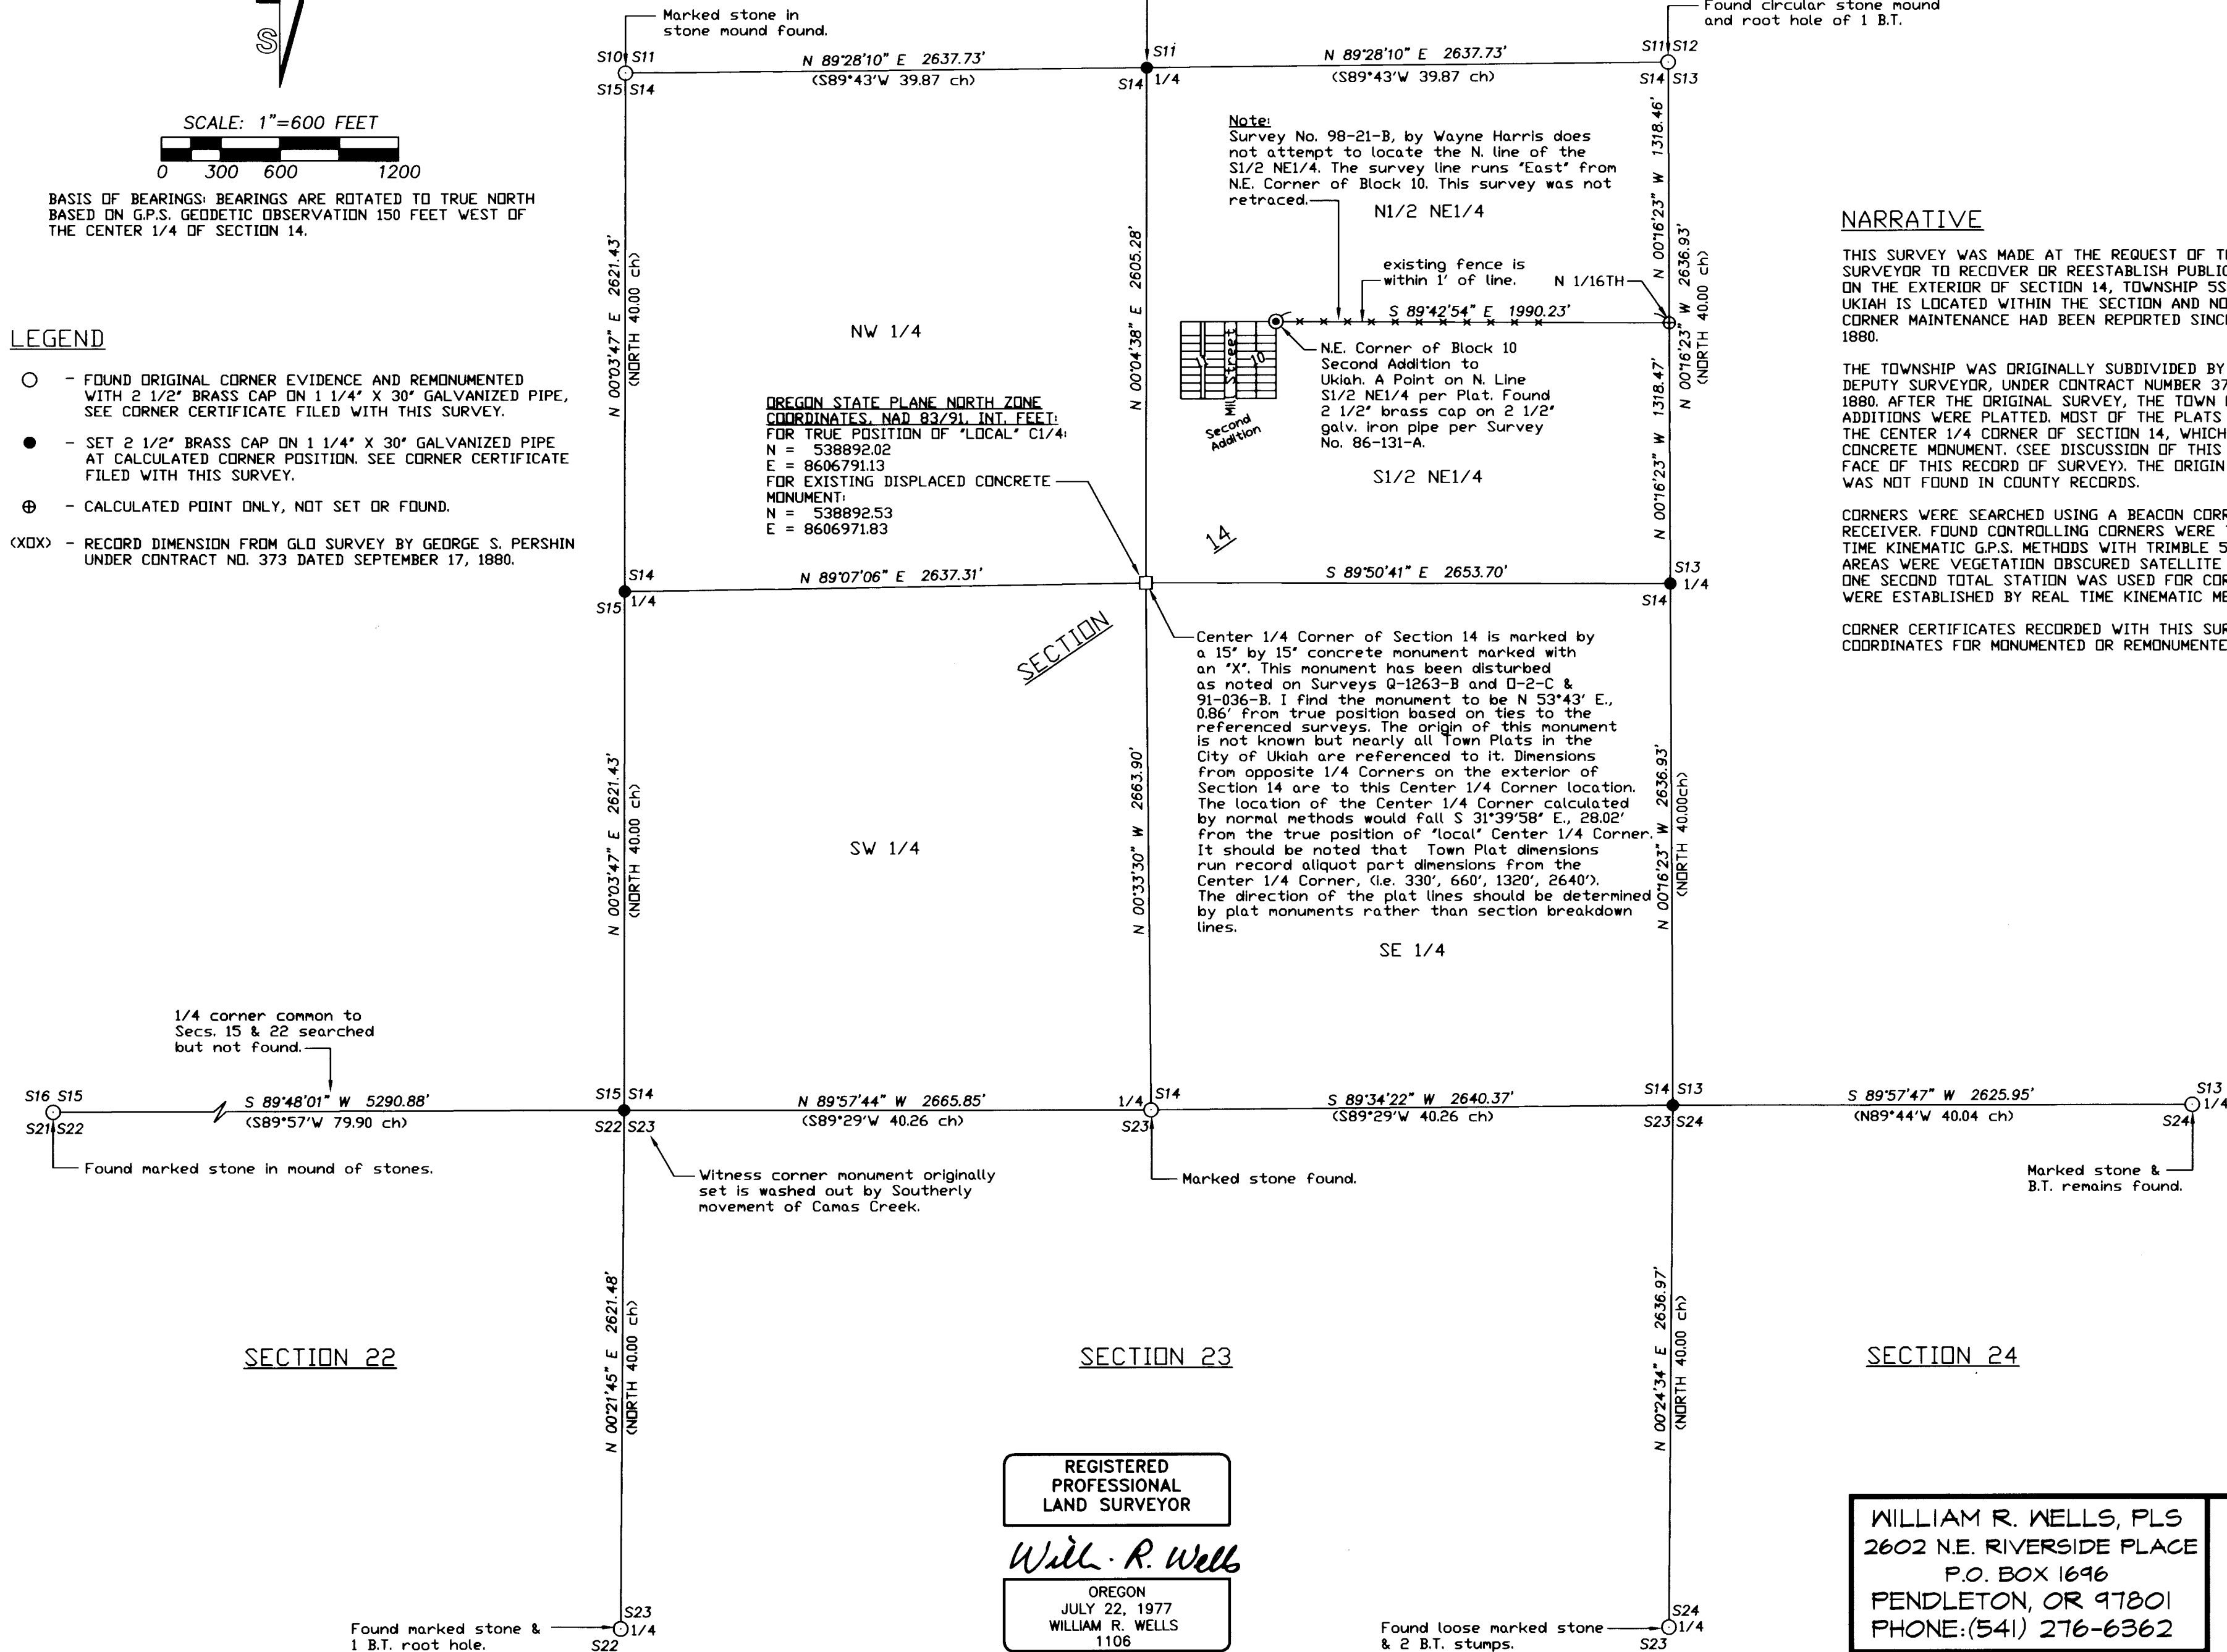 S
Marked stone in
stone mound found.
Found circular stone mound
and root hole of 1 B.T.
S10 S11
S15 S14
N 89°28'10" E 2637.73'
(S89°43'W 39.87 ch)
S11
S14 1/4
N 89°28'10" E 2637.73'
(S89°43'W 39.87 ch)
S11 S12
S14 S13
SCALE: 1"=600 FEET
0 300 600 1200
BASIS OF BEARINGS: BEARINGS ARE ROTATED TO TRUE NORTH
BASED ON G.P.S. GEODETIC OBSERVATION 150 FEET WEST OF
THE CENTER 1/4 OF SECTION 14.
Note:
Survey No. 98-21-B, by Wayne Harris does
not attempt to locate the N. line of the
S1/2 NE1/4. The survey line runs "East" from
N.E. Corner of Block 10. This survey was not
retraced.
N1/2 NE1/4
N 00°16'23" W 1318.46'
N 00°16'23" W 2636.93'
(NORTH 40.00 ch)
N 00°03'47" E 2621.43'
(NORTH 40.00 ch)
N 00°04'38" E 2605.28'
existing fence is
within 1' of line.
N 1/16TH
S 89°42'54" E 1990.23'
NW 1/4
11
Mill Street
10
Second
Addition
N.E. Corner of Block 10
Second Addition to
Ukiah. A Point on N. Line
S1/2 NE1/4 per Plat. Found
2 1/2" brass cap on 2 1/2"
galv. iron pipe per Survey
No. 86-131-A.
S1/2 NE1/4
N 00°16'23" W 1318.47'
LEGEND
○ - FOUND ORIGINAL CORNER EVIDENCE AND REMONUMENTED
WITH 2 1/2" BRASS CAP ON 1 1/4" X 30" GALVANIZED PIPE,
SEE CORNER CERTIFICATE FILED WITH THIS SURVEY.
● - SET 2 1/2" BRASS CAP ON 1 1/4" X 30" GALVANIZED PIPE
AT CALCULATED CORNER POSITION. SEE CORNER CERTIFICATE
FILED WITH THIS SURVEY.
⊕ - CALCULATED POINT ONLY, NOT SET OR FOUND.
(XOX) - RECORD DIMENSION FROM GLO SURVEY BY GEORGE S. PERSHIN
UNDER CONTRACT NO. 373 DATED SEPTEMBER 17, 1880.
OREGON STATE PLANE NORTH ZONE
COORDINATES, NAD 83/91, INT. FEET:
FOR TRUE POSITION OF "LOCAL" C1/4:
N = 538892.02
E = 8606791.13
FOR EXISTING DISPLACED CONCRETE
MONUMENT:
N = 538892.53
E = 8606971.83
NARRATIVE
THIS SURVEY WAS MADE AT THE REQUEST OF
SURVEYOR TO RECOVER OR REESTABLISH PUBLIC
ON THE EXTERIOR OF SECTION 14, TOWNSHIP 5S
UKIAH IS LOCATED WITHIN THE SECTION AND NO
CORNER MAINTENANCE HAD BEEN REPORTED SINCE
1880.
THE TOWNSHIP WAS ORIGINALLY SUBDIVIDED BY
DEPUTY SURVEYOR, UNDER CONTRACT NUMBER 37
1880. AFTER THE ORIGINAL SURVEY, THE TOWN
ADDITIONS WERE PLATTED. MOST OF THE PLATS
THE CENTER 1/4 CORNER OF SECTION 14, WHICH
CONCRETE MONUMENT. (SEE DISCUSSION OF THIS
FACE OF THIS RECORD OF SURVEY). THE ORIGIN
WAS NOT FOUND IN COUNTY RECORDS.
CORNERS WERE SEARCHED USING A BEACON CORR
RECEIVER. FOUND CONTROLLING CORNERS WERE
TIME KINEMATIC G.P.S. METHODS WITH TRIMBLE 5
AREAS WERE VEGETATION OBSCURED SATELLITE
ONE SECOND TOTAL STATION WAS USED FOR COR
WERE ESTABLISHED BY REAL TIME KINEMATIC ME
CORNER CERTIFICATES RECORDED WITH THIS SUR
COORDINATES FOR MONUMENTED OR REMONUMENTE
14
SECTION
S14
S15 1/4
N 89°07'06" E 2637.31'
S 89°50'41" E 2653.70'
S13
1/4
S14
Center 1/4 Corner of Section 14 is marked by
a 15" by 15" concrete monument marked with
an "X". This monument has been disturbed
as noted on Surveys Q-1263-B and O-2-C &
91-036-B. I find the monument to be N 53°43' E.,
0.86' from true position based on ties to the
referenced surveys. The origin of this monument
is not known but nearly all Town Plats in the
City of Ukiah are referenced to it. Dimensions
from opposite 1/4 Corners on the exterior of
Section 14 are to this Center 1/4 Corner location.
The location of the Center 1/4 Corner calculated
by normal methods would fall S 31°39'58" E., 28.02'
from the true position of "local" Center 1/4 Corner.
It should be noted that Town Plat dimensions
run record aliquot part dimensions from the
Center 1/4 Corner, (i.e. 330', 660', 1320', 2640').
The direction of the plat lines should be determined
by plat monuments rather than section breakdown
lines.
N 00°03'47" E 2621.43'
(NORTH 40.00 ch)
SW 1/4
N 00°33'30" W 2663.90'
N 00°16'23" W 2636.93'
(NORTH 40.00ch)
SE 1/4
1/4 corner common to
Secs. 15 & 22 searched
but not found.
S16 S15
S21 S22
S 89°48'01" W 5290.88'
(S89°57'W 79.90 ch)
S15 S14
S22 S23
N 89°57'44" W 2665.85'
(S89°29'W 40.26 ch)
1/4 S14
S23
S 89°34'22" W 2640.37'
(S89°29'W 40.26 ch)
S14 S13
S23 S24
S 89°57'47" W 2625.95'
(N89°44'W 40.04 ch)
S13
1/4
S24
Found marked stone in mound of stones.
Witness corner monument originally
set is washed out by Southerly
movement of Camas Creek.
Marked stone found.
Marked stone &
B.T. remains found.
N 00°21'45" E 2621.48'
(NORTH 40.00 ch)
N 00°24'34" E 2636.97'
(NORTH 40.00 ch)
SECTION 22
SECTION 23
SECTION 24
REGISTERED
PROFESSIONAL
LAND SURVEYOR
Will. R. Wells
OREGON
JULY 22, 1977
WILLIAM R. WELLS
1106
Found marked stone &
1 B.T. root hole.
S23
1/4
S22
Found loose marked stone
& 2 B.T. stumps.
S24
1/4
S23
WILLIAM R. WELLS, PLS
2602 N.E. RIVERSIDE PLACE
P.O. BOX 1696
PENDLETON, OR 97801
PHONE:(541) 276-6362